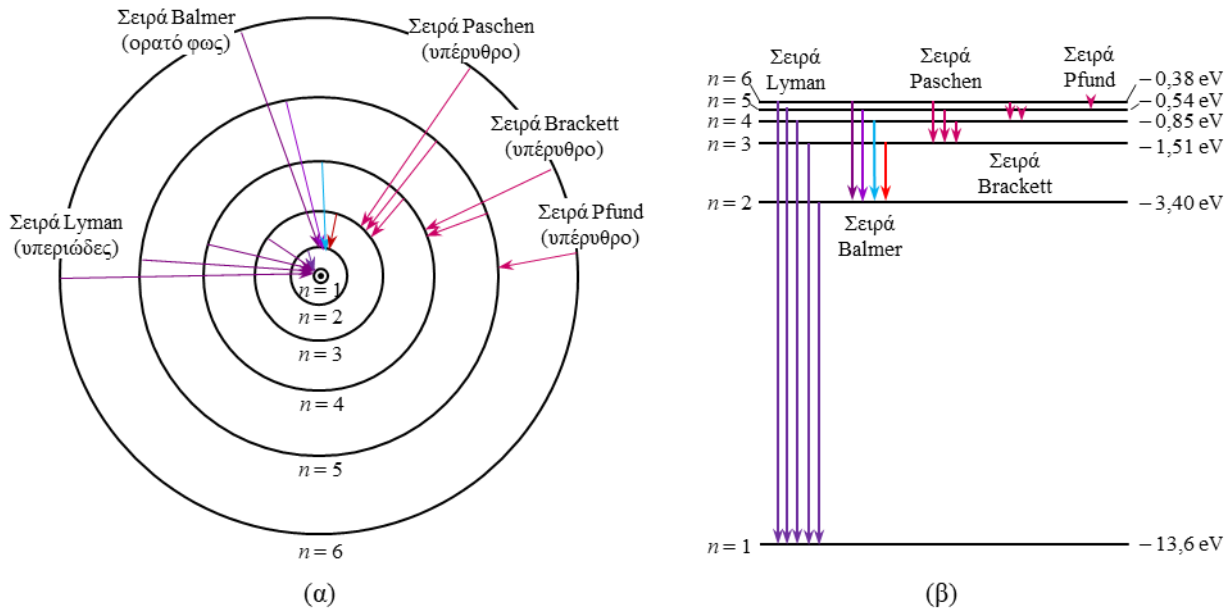 Σειρά Balmer
(ορατό φως)
Σειρά Paschen
(υπέρυθρο)
Σειρά Brackett
(υπέρυθρο)
Σειρά Lyman
(υπεριώδες)
Σειρά Pfund
(υπέρυθρο)
n = 1
n = 2
n = 3
n = 4
n = 5
n = 6
(α)
Σειρά
Lyman
Σειρά
Paschen
Σειρά
Pfund
n = 6
n = 5
n = 4
n = 3
n = 2
n = 1
−0,38 eV
−0,54 eV
−0,85 eV
−1,51 eV
−3,40 eV
−13,6 eV
Σειρά
Brackett
Σειρά
Balmer
(β)